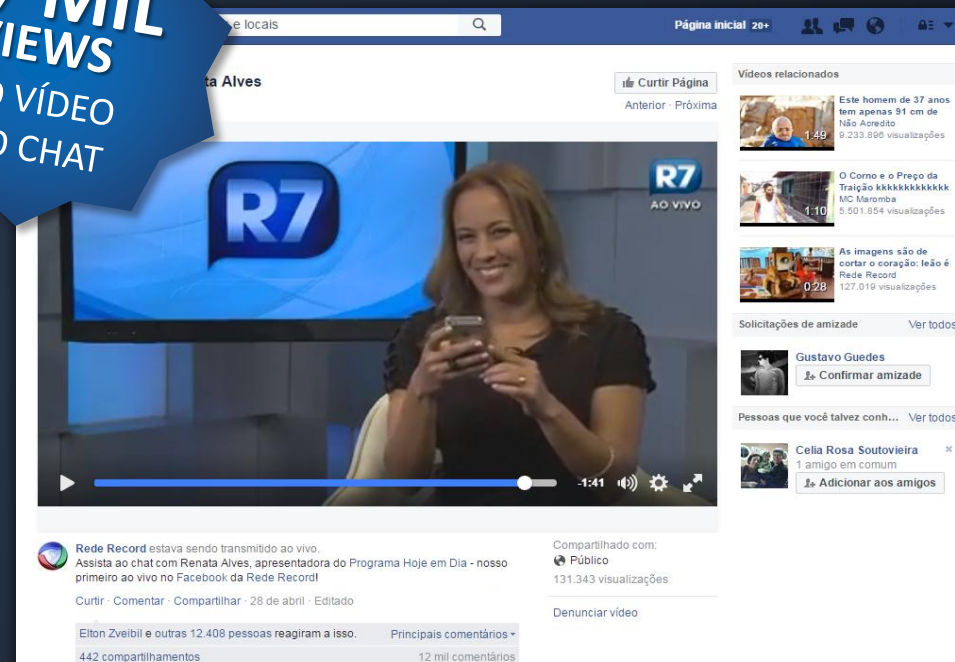 MIL
VIEWS
VÍDEO
CHAT
e locais
Página inicial 20+
ta Alves
Curtir Página
Anterior · Próxima
R7
R7
AO VIVO
-1:41
Rede Record estava sendo transmitido ao vivo.
Assista ao chat com Renata Alves, apresentadora do Programa Hoje em Dia - nosso
primeiro ao vivo no Facebook da Rede Record!
Curtir · Comentar · Compartilhar · 28 de abril · Editado
Elton Zveibil e outras 12.408 pessoas reagiram a isso.
Principais comentários
442 compartilhamentos
12 mil comentários
Compartilhado com:
Público
131.343 visualizações
Denunciar vídeo
Vídeos relacionados
1:49
Este homem de 37 anos
tem apenas 91 cm de
Não Acredito
9.233.896 visualizações
1:10
O Corno e o Preço da
Traição kkkkkkkkkkkkk
MC Maromba
5.501.854 visualizações
0:28
As imagens são de
cortar o coração: leão é
Rede Record
127.019 visualizações
Solicitações de amizade
Ver todos
Gustavo Guedes
Confirmar amizade
Pessoas que você talvez conh...
Ver todos
Celia Rosa Soutovieira
1 amigo em comum
Adicionar aos amigos